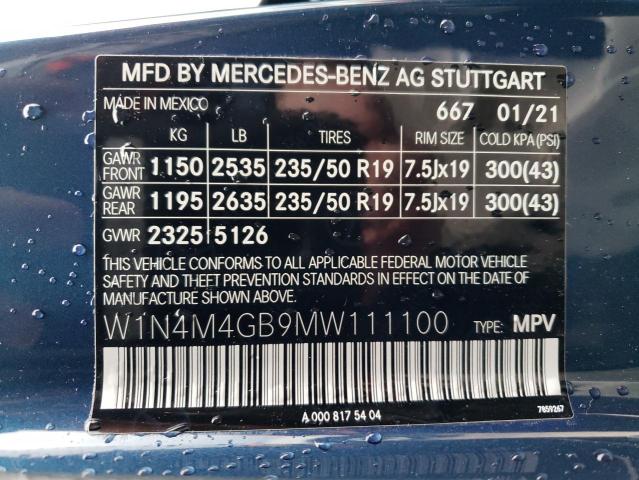 MFD BY MERCEDES-BENZ AG STUTTGART
MADE IN MEXICO 667 01/21
KG LB TIRES RIM SIZE COLD KPA (PSI)
GAWR FRONT 1150 2535 235/50 R19 7.5Jx19 300(43)
GAWR REAR 1195 2635 235/50 R19 7.5Jx19 300(43)
GVWR 2325 5126
THIS VEHICLE CONFORMS TO ALL APPLICABLE FEDERAL MOTOR VEHICLE
SAFETY AND THEFT PREVENTION STANDARDS IN EFFECT ON THE DATE OF
MANUFACTURE SHOWN ABOVE.
W1N4M4GB9MW111100 TYPE: MPV
A 000 817 54 04 7859267